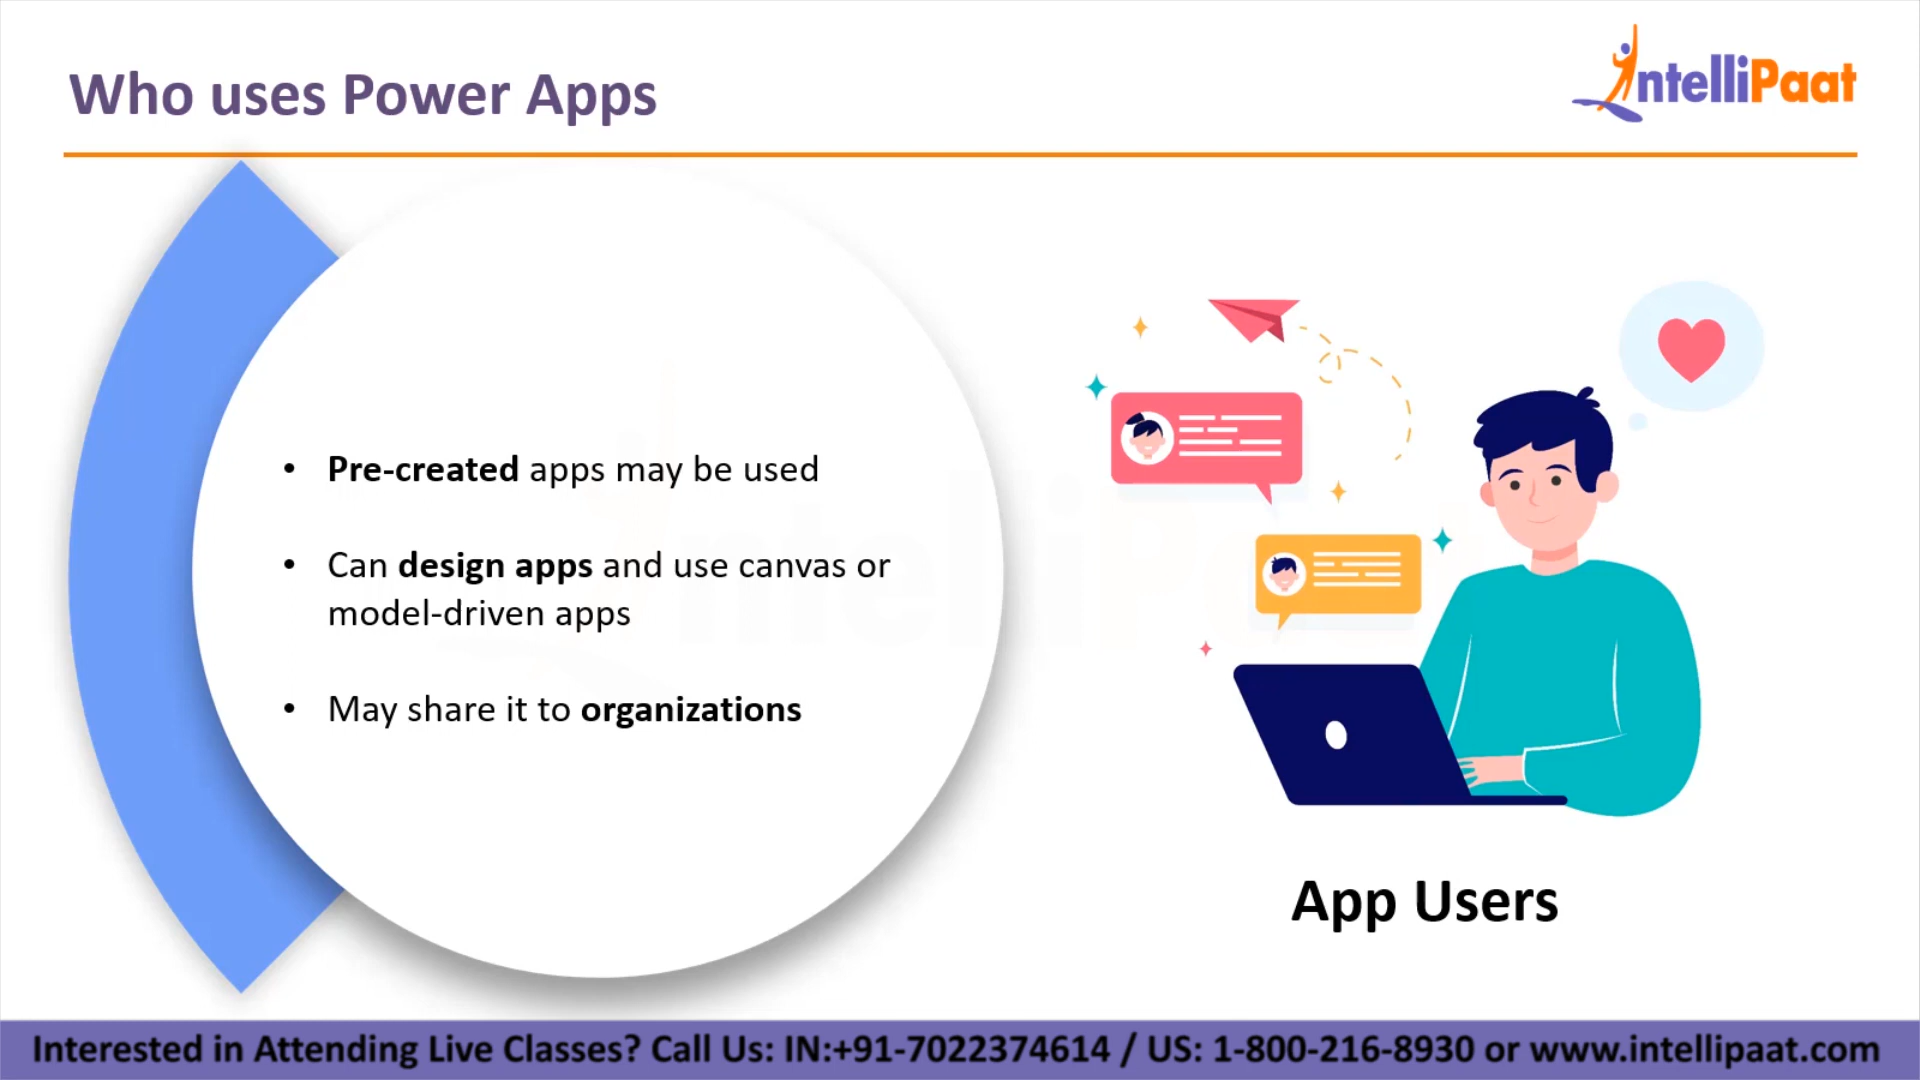 Who uses Power Apps
IntelliPaat
• Pre-created apps may be used
• Can design apps and use canvas or
model-driven apps
• May share it to organizations
App Users
Interested in Attending Live Classes? Call Us: IN:+91-7022374614 / US: 1-800-216-8930 or www.intellipaat.com